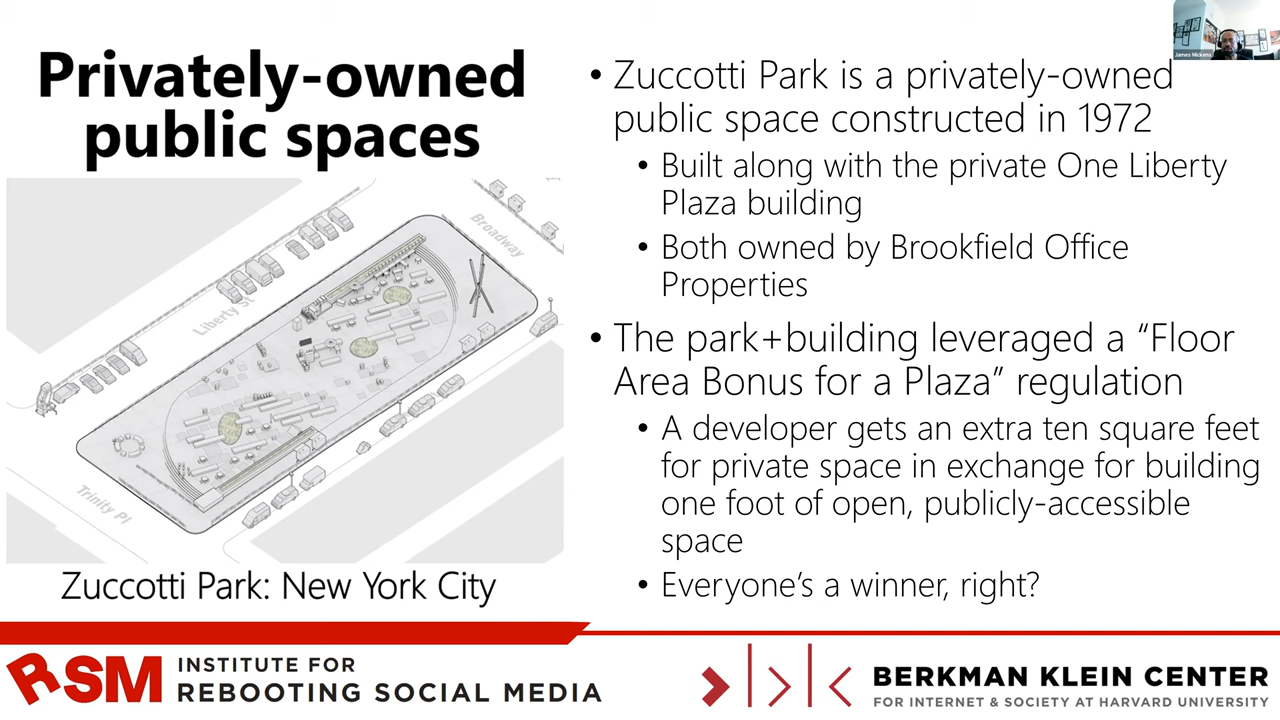 Privately-owned
public spaces
Broadway
Liberty St
Trinity Pl
Zuccotti Park: New York City
• Zuccotti Park is a privately-owned
public space constructed in 1972
• Built along with the private One Liberty
Plaza building
• Both owned by Brookfield Office
Properties
• The park+building leveraged a “Floor
Area Bonus for a Plaza” regulation
• A developer gets an extra ten square feet
for private space in exchange for building
one foot of open, publicly-accessible
space
• Everyone’s a winner, right?
James Mickens
RSM
INSTITUTE FOR
REBOOTING SOCIAL MEDIA
BERKMAN KLEIN CENTER
FOR INTERNET & SOCIETY AT HARVARD UNIVERSITY